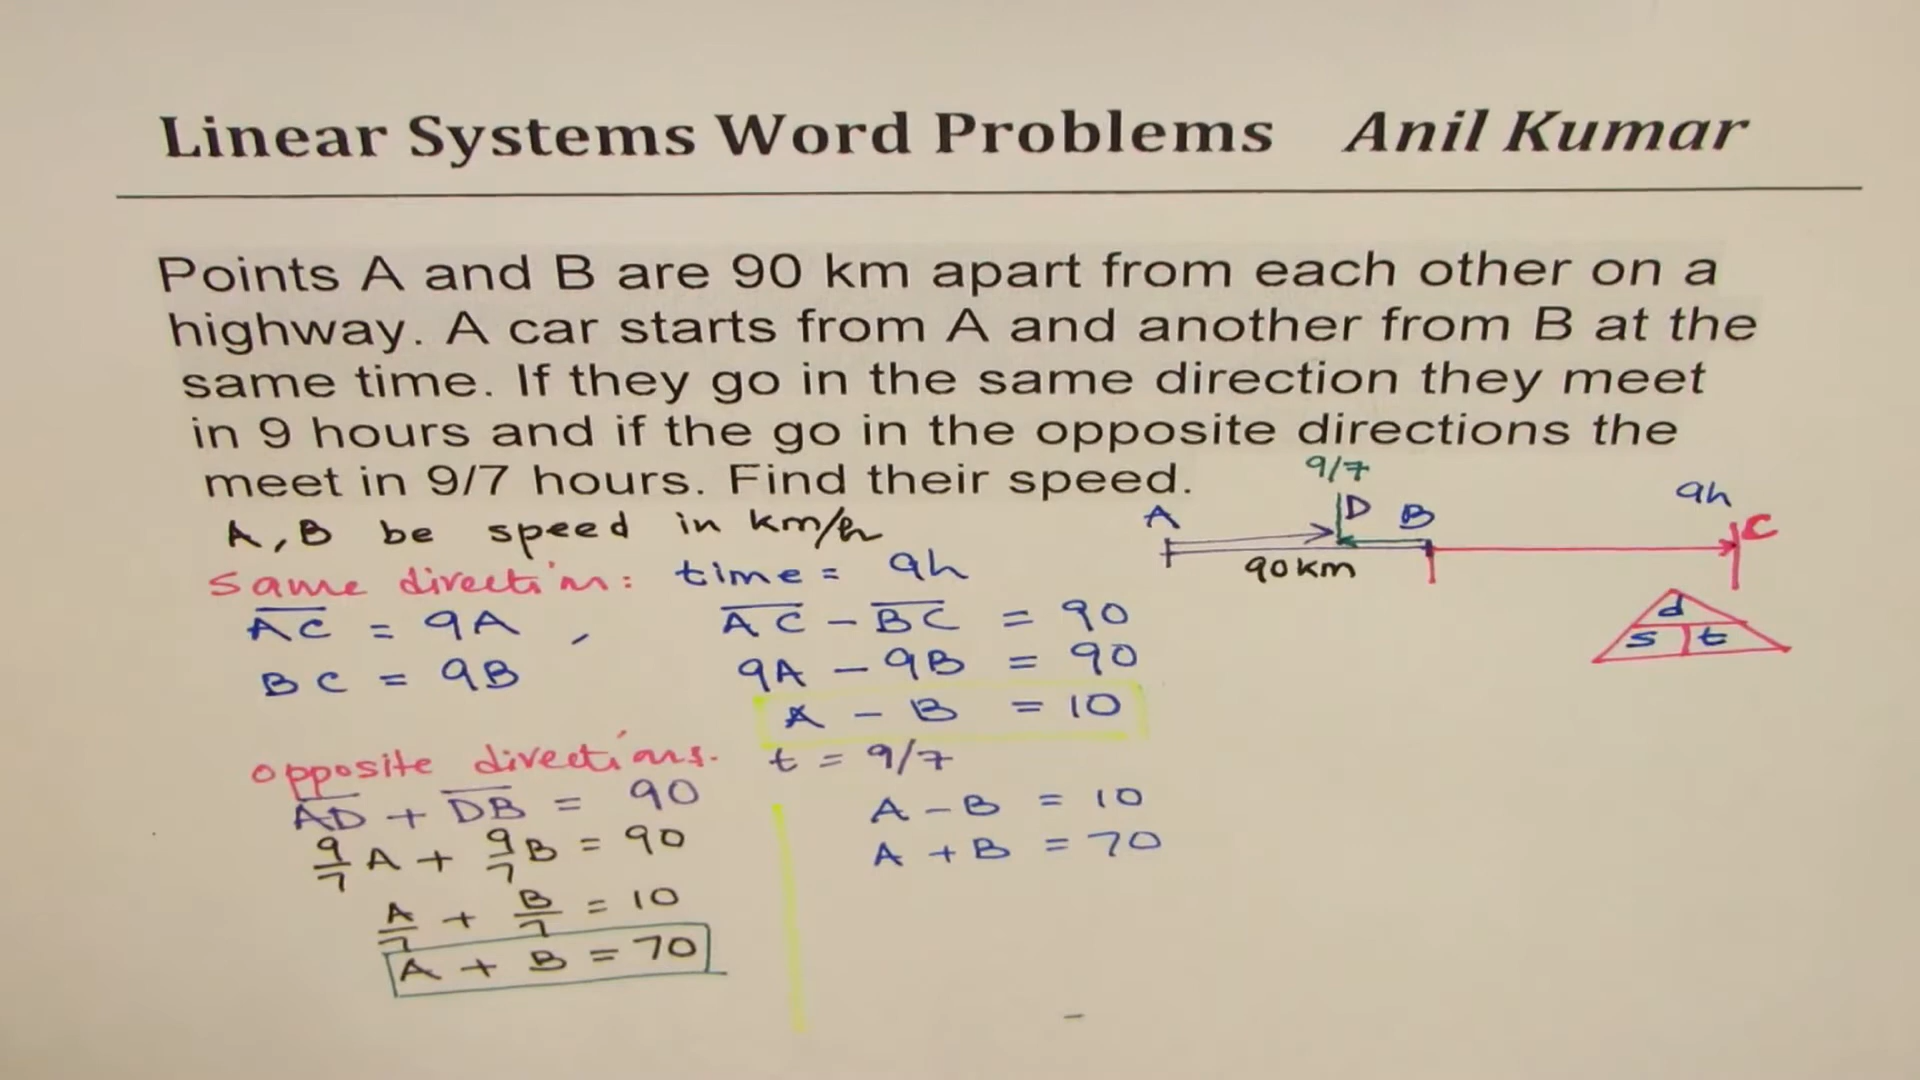 Linear Systems Word Problems Anil Kumar
Points A and B are 90 km apart from each other on a
highway. A car starts from A and another from B at the
same time. If they go in the same direction they meet
in 9 hours and if the go in the opposite directions the
meet in 9/7 hours. Find their speed.
9/7
A D B 9h C
90 km
d
s t
A, B be speed in km/h
Same direction: time = 9h
AC = 9A , AC - BC = 90
BC = 9B 9A - 9B = 90
A - B = 10
opposite directions. t = 9/7
AD + DB = 90 A - B = 10
9/7 A + 9/7 B = 90 A + B = 70
A/7 + B/7 = 10
A + B = 70